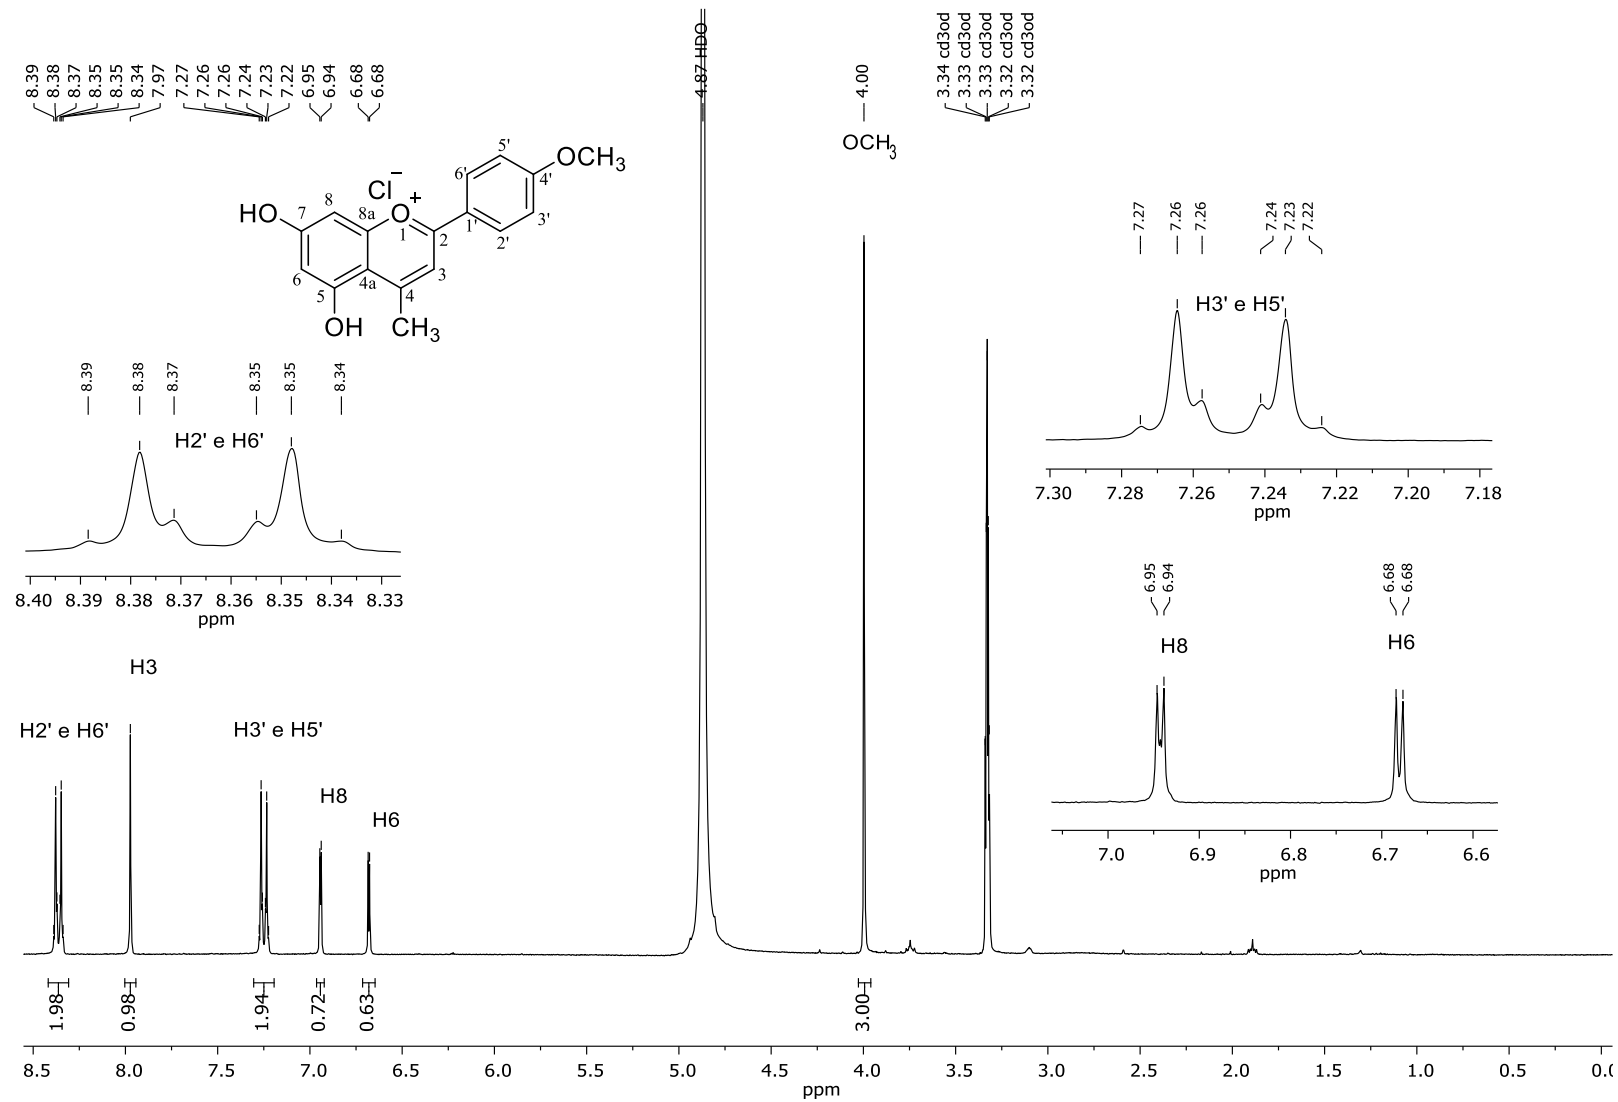 8.39
8.38
8.37
8.35
8.35
8.34
7.97
7.27
7.26
7.26
7.24
7.23
7.22
6.95
6.94
6.68
6.68
4.87 HDO
4.00
OCH3
3.34 cd3od
3.33 cd3od
3.33 cd3od
3.32 cd3od
3.32 cd3od
Cl−
HO
7
8
8a
O+
1
2
3
4
4a
5
6
1'
2'
3'
4'
5'
6'
OCH3
OH
CH3
8.39
8.38
8.37
8.35
8.35
8.34
H2' e H6'
8.40 8.39 8.38 8.37 8.36 8.35 8.34 8.33
ppm
7.27
7.26
7.26
7.24
7.23
7.22
H3' e H5'
7.30 7.28 7.26 7.24 7.22 7.20 7.18
ppm
6.95
6.94
6.68
6.68
H8
H6
7.0 6.9 6.8 6.7 6.6
ppm
H2' e H6'
H3
H3' e H5'
H8
H6
1.98
0.98
1.94
0.72
0.63
3.00
8.5 8.0 7.5 7.0 6.5 6.0 5.5 5.0 4.5 4.0 3.5 3.0 2.5 2.0 1.5 1.0 0.5 0.0
ppm